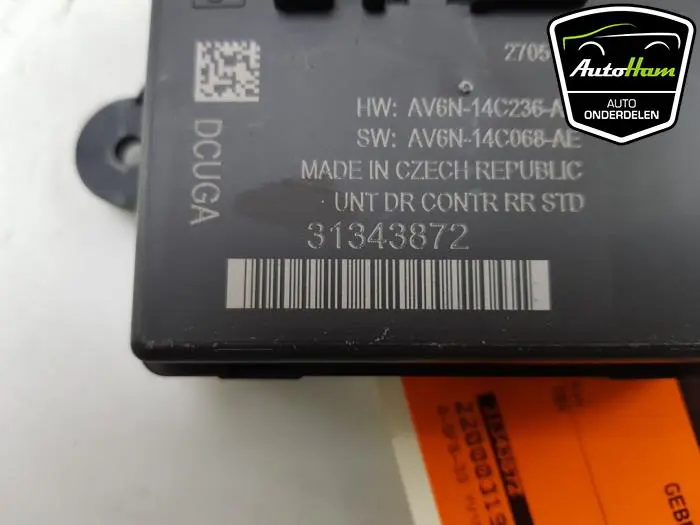 AutoHam
AUTO
ONDERDELEN
2705
HW: AV6N-14C236-A
SW: AV6N-14C068-AE
MADE IN CZECH REPUBLIC
UNT DR CONTR RR STD
31343872
DCUGA
GEB